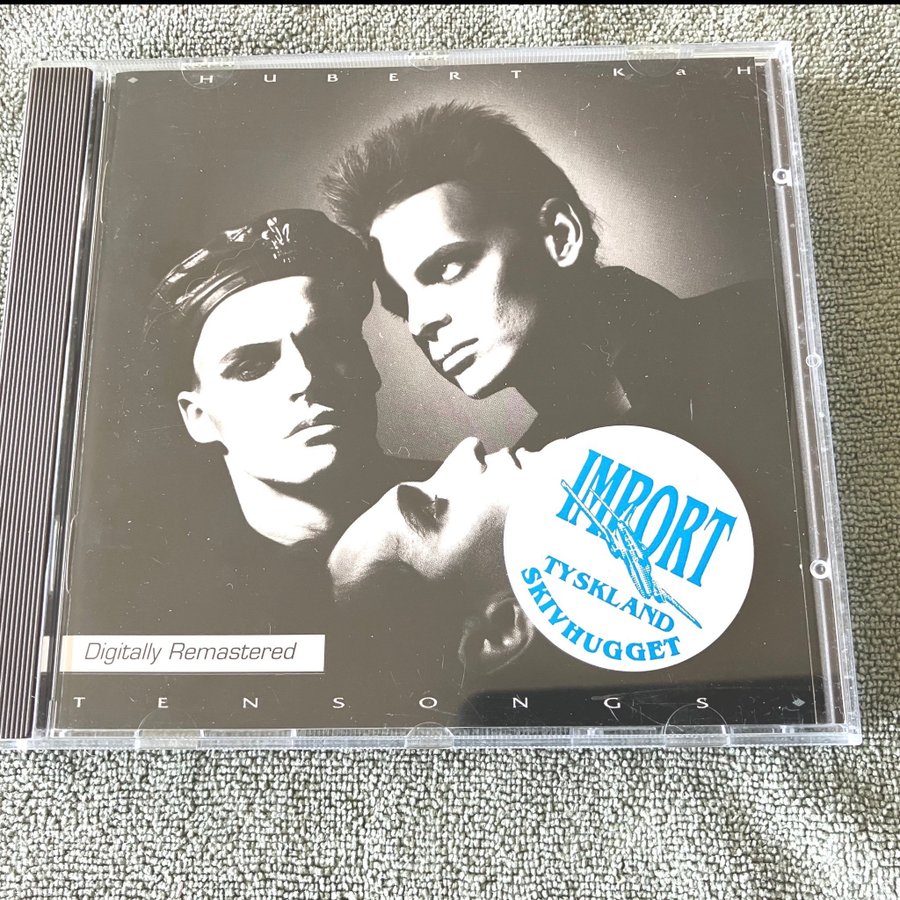 HUBERT KaH
IMPORT
TYSKLAND
SKIVHUGGET
Digitally Remastered
TENSONGS